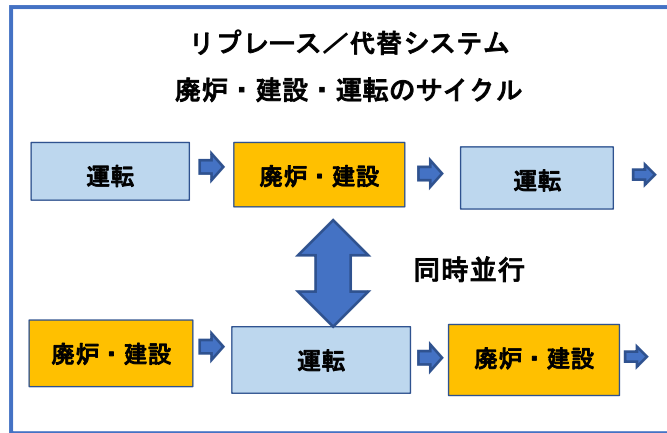 リプレース／代替システム
廃炉・建設・運転のサイクル
運転
廃炉・建設
運転
同時並行
廃炉・建設
運転
廃炉・建設